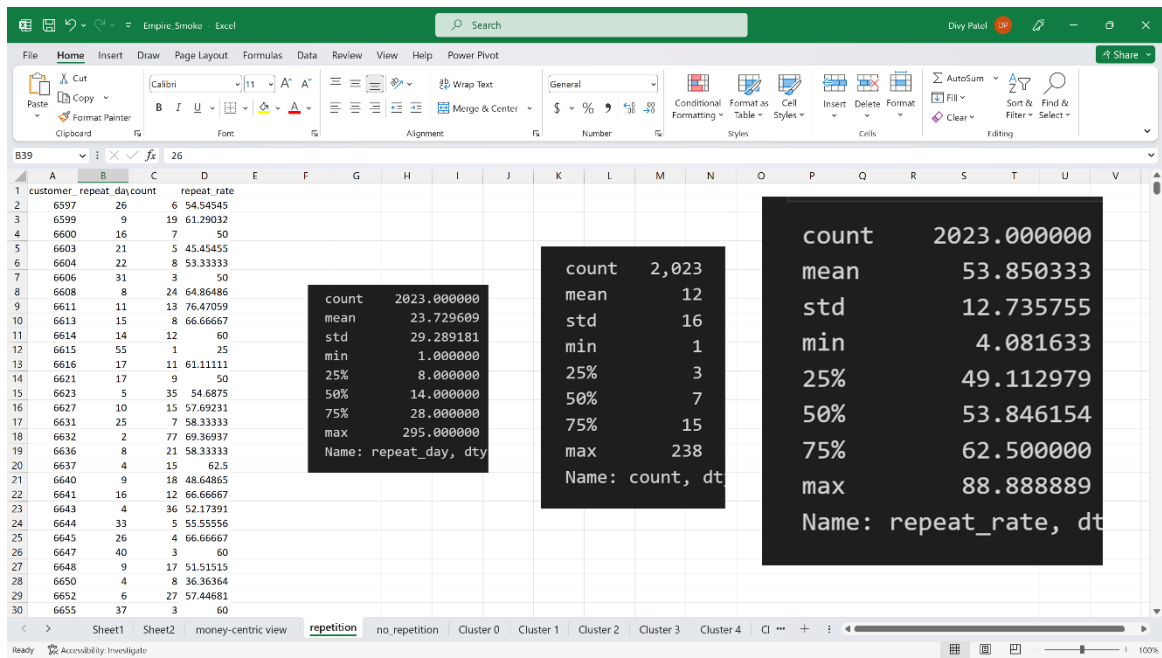 Empire_Smoke - Excel
Search
Divy Patel DP
File Home Insert Draw Page Layout Formulas Data Review View Help Power Pivot
Share
Paste
Cut
Copy
Format Painter
Clipboard
Calibri 11
B I U
Font
Wrap Text
Merge & Center
Alignment
General
$ % 9
Number
Conditional Formatting
Format as Table
Cell Styles
Styles
Insert Delete Format
Cells
AutoSum
Fill
Clear
Sort & Filter
Find & Select
Editing
B39 fx 26
A B C D E F G H I J K L M N O P Q R S T U V
1 customer_ repeat_day count repeat_rate
2 6597 26 6 54.54545
3 6599 9 19 61.29032
4 6600 16 7 50
5 6603 21 5 45.45455
6 6604 22 8 53.33333
7 6606 31 3 50
8 6608 8 24 64.86486
9 6611 11 13 76.47059
10 6613 15 8 66.66667
11 6614 14 12 60
12 6615 55 1 25
13 6616 17 11 61.11111
14 6621 17 9 50
15 6623 5 35 54.6875
16 6627 10 15 57.69231
17 6631 25 7 58.33333
18 6632 2 77 69.36937
19 6636 8 21 58.33333
20 6637 4 15 62.5
21 6640 9 18 48.64865
22 6641 16 12 66.66667
23 6643 4 36 52.17391
24 6644 33 5 55.55556
25 6645 26 4 66.66667
26 6647 40 3 60
27 6648 9 17 51.51515
28 6650 4 8 36.36364
29 6652 6 27 57.44681
30 6655 37 3 60
count 2023.000000
mean 23.729609
std 29.289181
min 1.000000
25% 8.000000
50% 14.000000
75% 28.000000
max 295.000000
Name: repeat_day, dty
count 2,023
mean 12
std 16
min 1
25% 3
50% 7
75% 15
max 238
Name: count, dt
count 2023.000000
mean 53.850333
std 12.735755
min 4.081633
25% 49.112979
50% 53.846154
75% 62.500000
max 88.888889
Name: repeat_rate, dt
Sheet1 Sheet2 money-centric view repetition no_repetition Cluster 0 Cluster 1 Cluster 2 Cluster 3 Cluster 4 Cl ...
Ready Accessibility: Investigate 100%